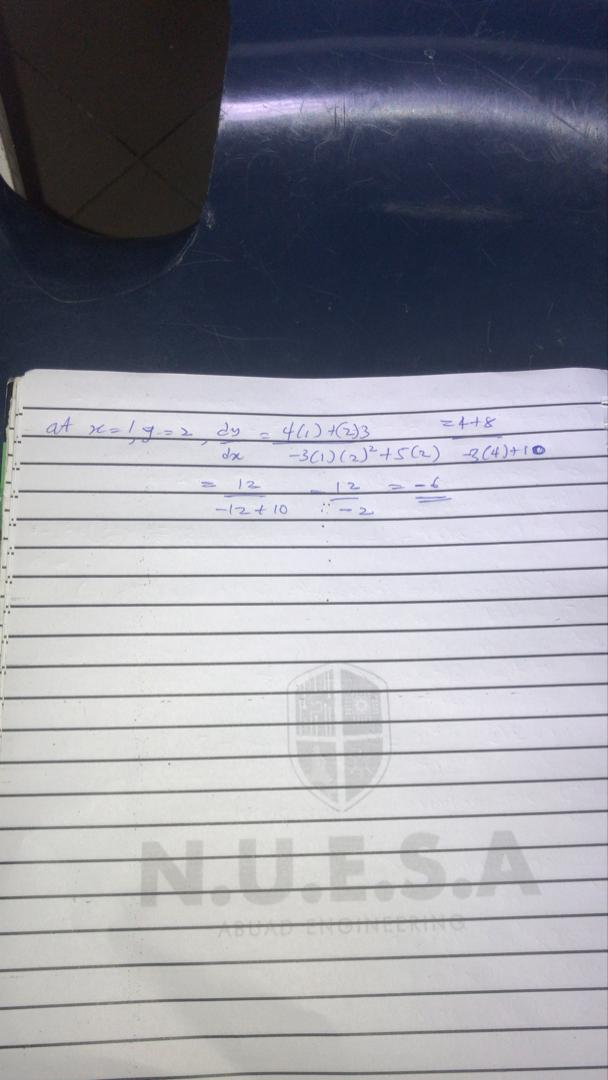 at x=1, y=2, dy/dx = 4(1)+(2)3 / -3(1)(2)²+5(2) = 4+8 / -3(4)+10
= 12 / -12+10 = 12 / -2 = -6
N.U.E.S.A
ABUAD ENGINEERING